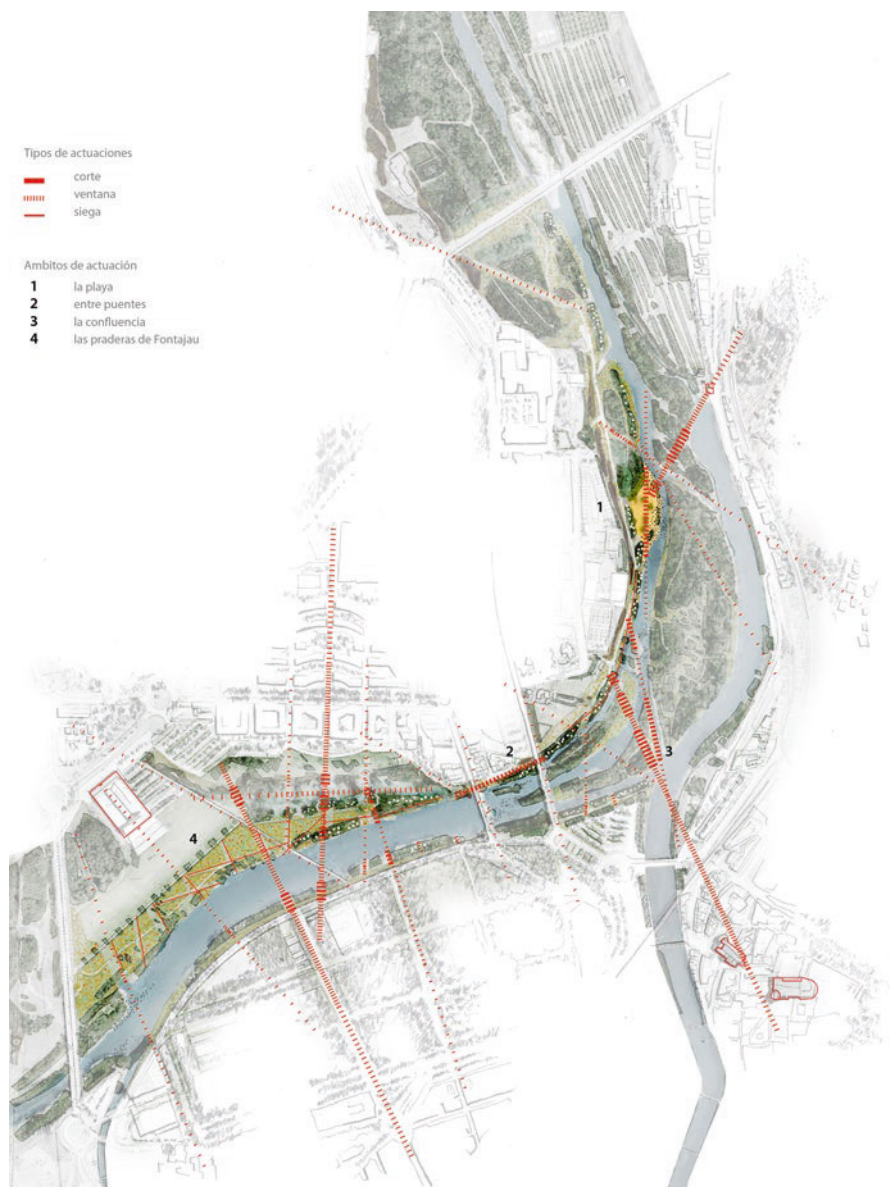 Tipos de actuaciones
corte
ventana
siega
Ambitos de actuación
1 la playa
2 entre puentes
3 la confluencia
4 las praderas de Fontajau
1
2
3
4